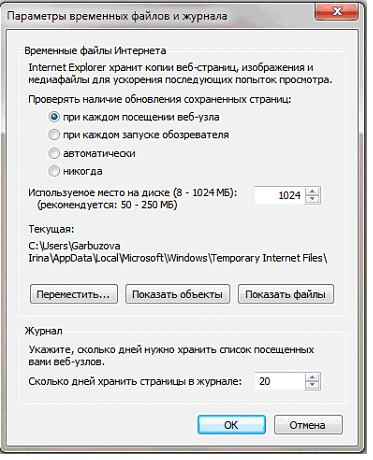 Параметры временных файлов и журнала
Временные файлы Интернета
Internet Explorer хранит копии веб-страниц, изображения и
медиафайлы для ускорения последующих попыток просмотра.
Проверять наличие обновления сохраненных страниц:
при каждом посещении веб-узла
при каждом запуске обозревателя
автоматически
никогда
Используемое место на диске (8 - 1024 МБ): 1024
(рекомендуется: 50 - 250 МБ)
Текущая:
C:\Users\Garbuzova
Irina\AppData\Local\Microsoft\Windows\Temporary Internet Files\
Переместить... Показать объекты Показать файлы
Журнал
Укажите, сколько дней нужно хранить список посещенных
вами веб-узлов.
Сколько дней хранить страницы в журнале: 20
ОК Отмена